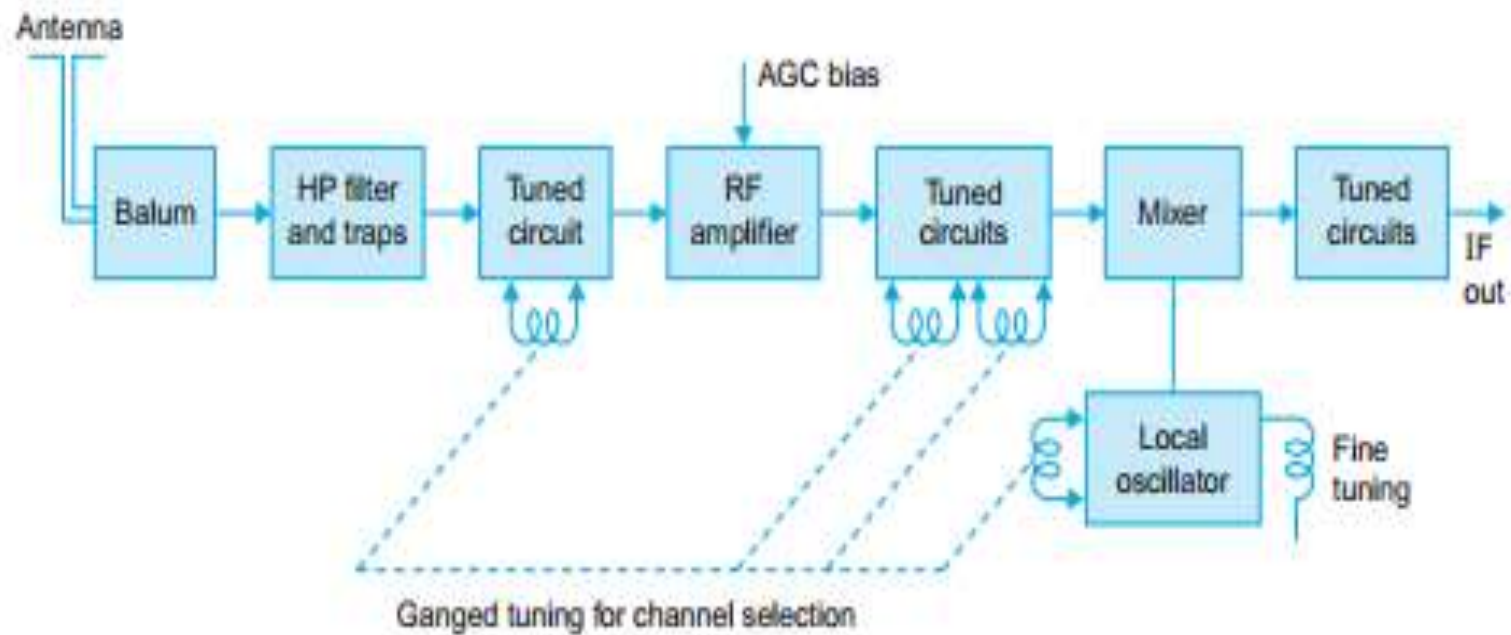 Antenna
AGC bias
Balum
HP filter
and traps
Tuned
circuit
RF
amplifier
Tuned
circuits
Mixer
Tuned
circuits
IF
out
Local
oscillator
Fine
tuning
Ganged tuning for channel selection